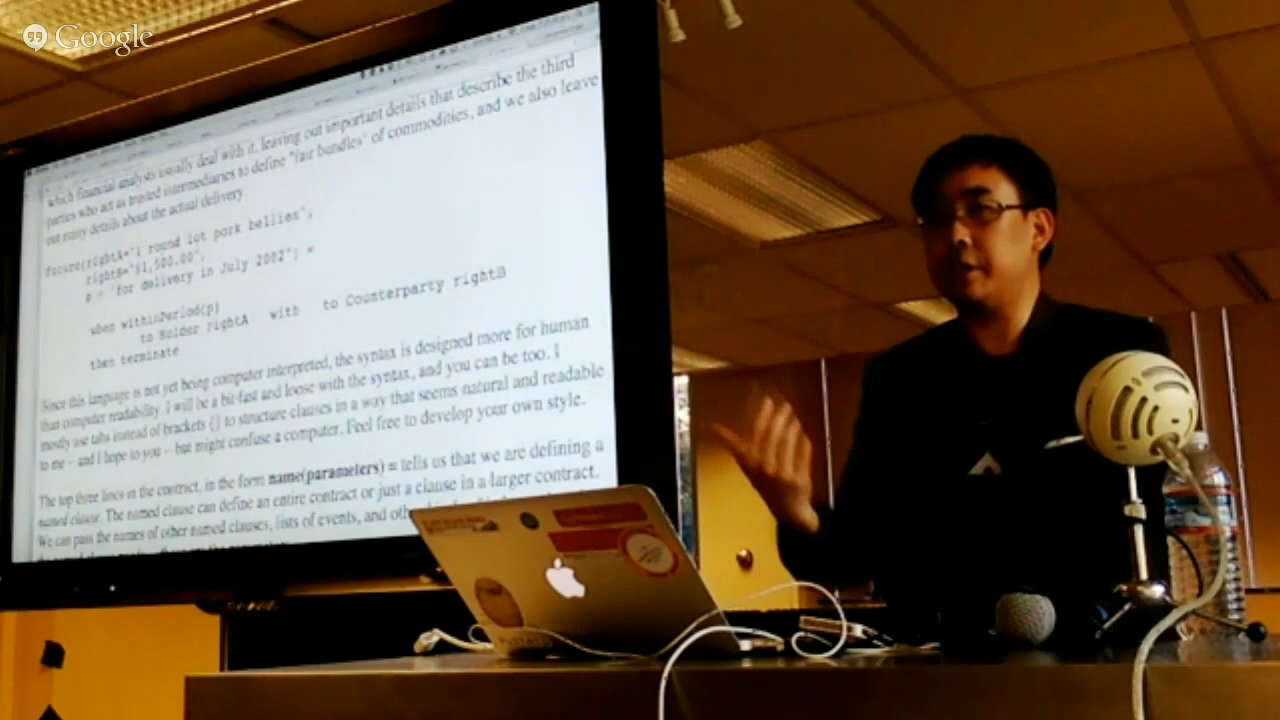 Google
which financial analysts usually deal with it, leaving out important details that describe the third
parties who act as trusted intermediaries to define "fair bundles" of commodities, and we also leave
out many details about the actual delivery
future(rightA="1 round lot pork bellies",
rightB="$1,500.00",
p = "for delivery in July 2002") =
when withinPeriod(p)
to Holder rightA with to Counterparty rightB
then terminate
Since this language is not yet being computer interpreted, the syntax is designed more for human
than computer readability. I will be a bit fast and loose with the syntax, and you can be too. I
mostly use tabs instead of brackets {} to structure clauses in a way that seems natural and readable
to me -- and I hope to you -- but might confuse a computer. Feel free to develop your own style.
The top three lines in the contract, in the form name(parameters) = tells us that we are defining a
named clause. The named clause can define an entire contract or just a clause in a larger contract.
We can pass the names of other named clauses, lists of events, and